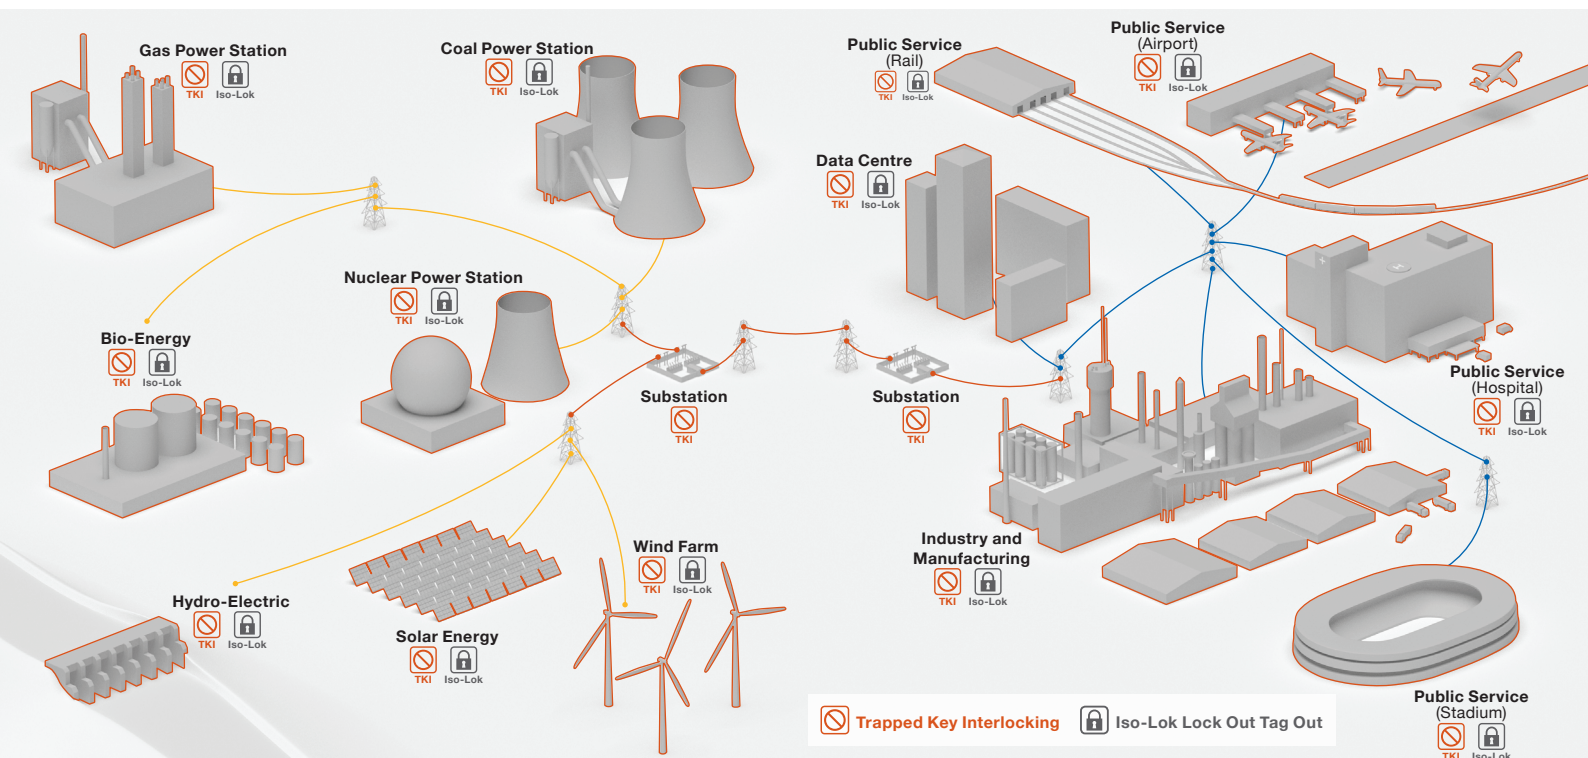 Gas Power Station
TKI Iso-Lok
Coal Power Station
TKI Iso-Lok
Public Service
(Rail)
TKI Iso-Lok
Public Service
(Airport)
TKI Iso-Lok
Data Centre
TKI Iso-Lok
Nuclear Power Station
TKI Iso-Lok
Bio-Energy
TKI Iso-Lok
Substation
TKI
Substation
TKI
Public Service
(Hospital)
TKI Iso-Lok
H
Industry and
Manufacturing
TKI Iso-Lok
Wind Farm
TKI Iso-Lok
Hydro-Electric
TKI Iso-Lok
Solar Energy
TKI Iso-Lok
Public Service
(Stadium)
TKI Iso-Lok
Trapped Key Interlocking Iso-Lok Lock Out Tag Out